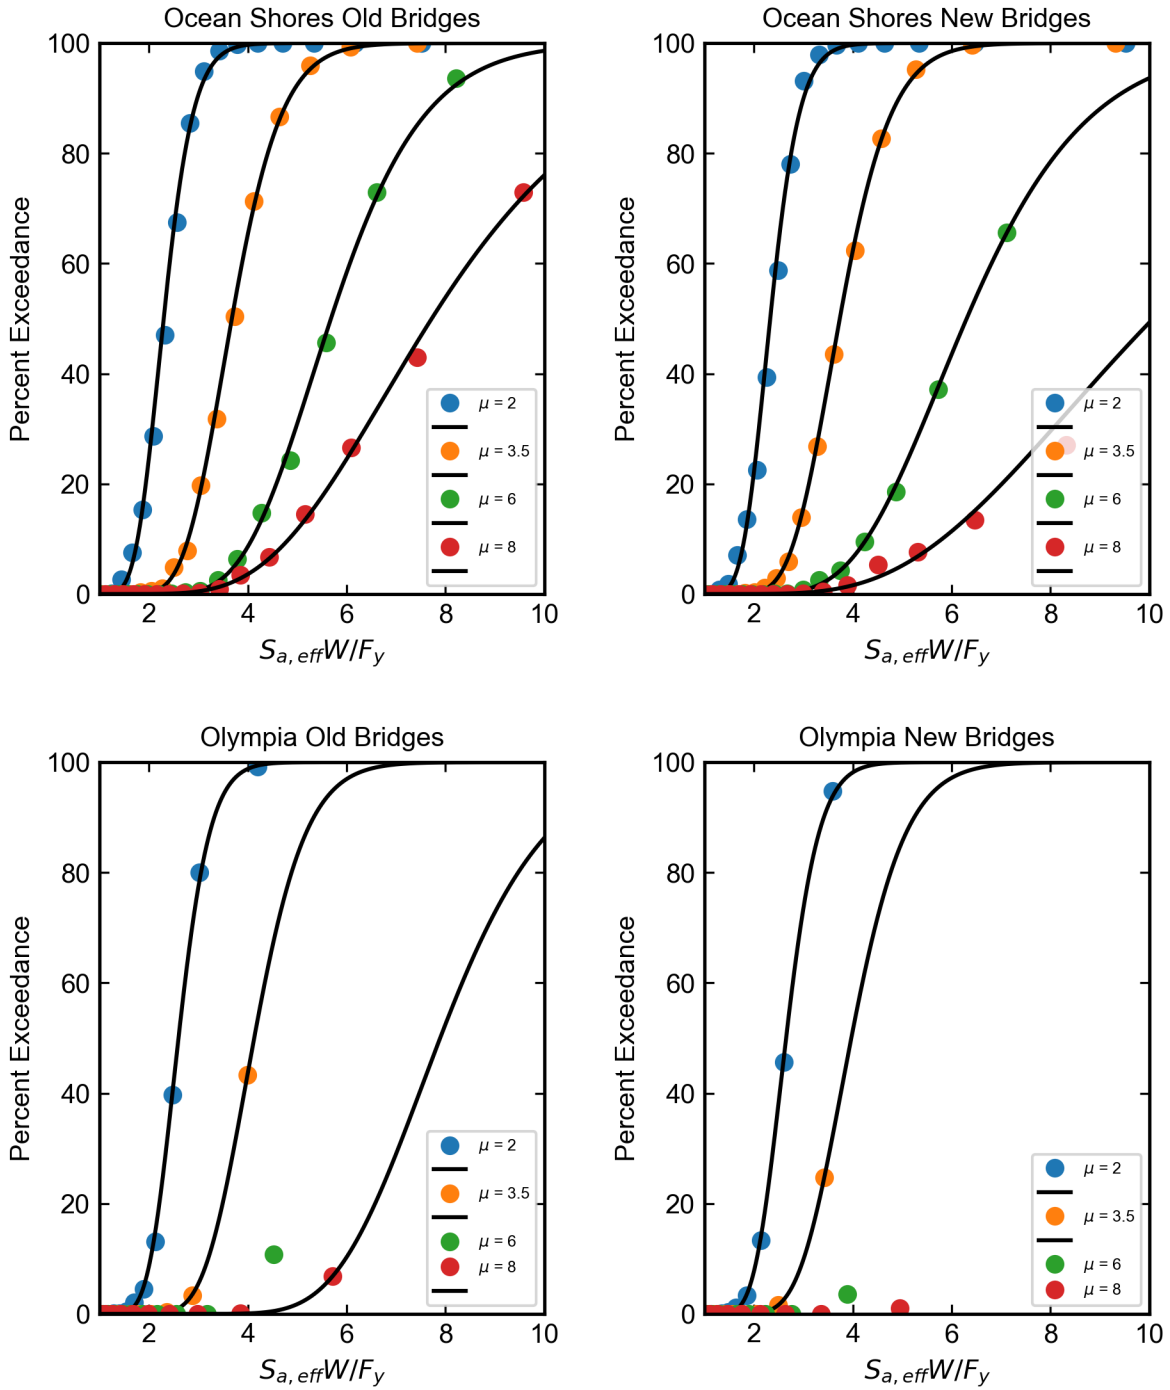 Ocean Shores Old Bridges
100
80
60
40
20
0
2 4 6 8 10
Percent Exceedance
S_{a, eff}W/F_y
μ = 2
μ = 3.5
μ = 6
μ = 8
Ocean Shores New Bridges
100
80
60
40
20
0
2 4 6 8 10
Percent Exceedance
S_{a, eff}W/F_y
μ = 2
μ = 3.5
μ = 6
μ = 8
Olympia Old Bridges
100
80
60
40
20
0
2 4 6 8 10
Percent Exceedance
S_{a, eff}W/F_y
μ = 2
μ = 3.5
μ = 6
μ = 8
Olympia New Bridges
100
80
60
40
20
0
2 4 6 8 10
Percent Exceedance
S_{a, eff}W/F_y
μ = 2
μ = 3.5
μ = 6
μ = 8